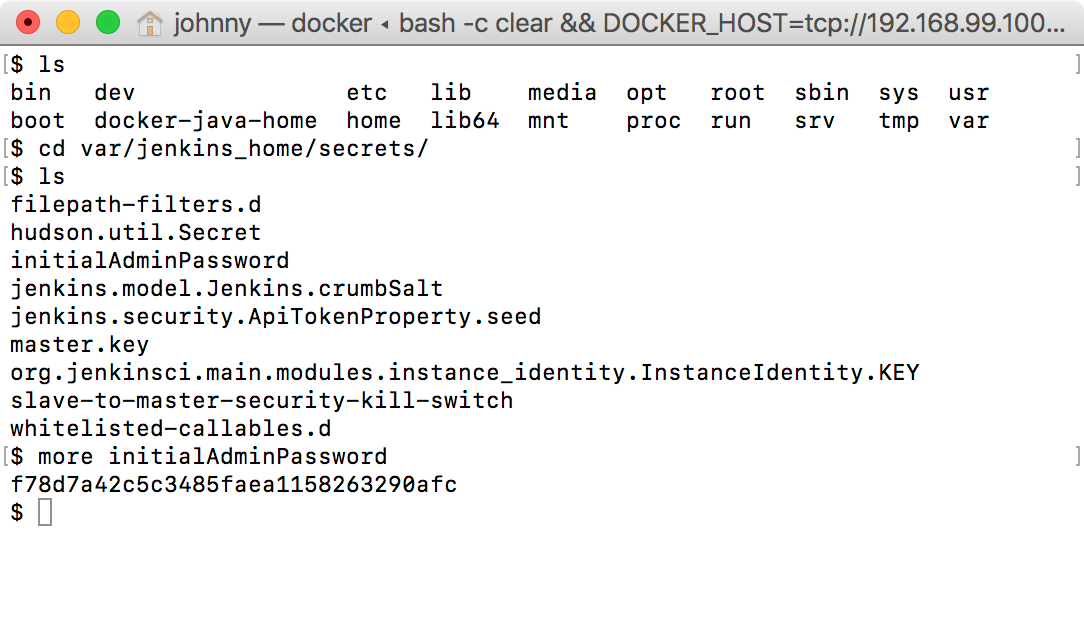 johnny — docker ◂ bash -c clear && DOCKER_HOST=tcp://192.168.99.100...
[$ ls ]
bin dev etc lib media opt root sbin sys usr
boot docker-java-home home lib64 mnt proc run srv tmp var
[$ cd var/jenkins_home/secrets/ ]
[$ ls ]
filepath-filters.d
hudson.util.Secret
initialAdminPassword
jenkins.model.Jenkins.crumbSalt
jenkins.security.ApiTokenProperty.seed
master.key
org.jenkinsci.main.modules.instance_identity.InstanceIdentity.KEY
slave-to-master-security-kill-switch
whitelisted-callables.d
[$ more initialAdminPassword ]
f78d7a42c5c3485faea1158263290afc
$